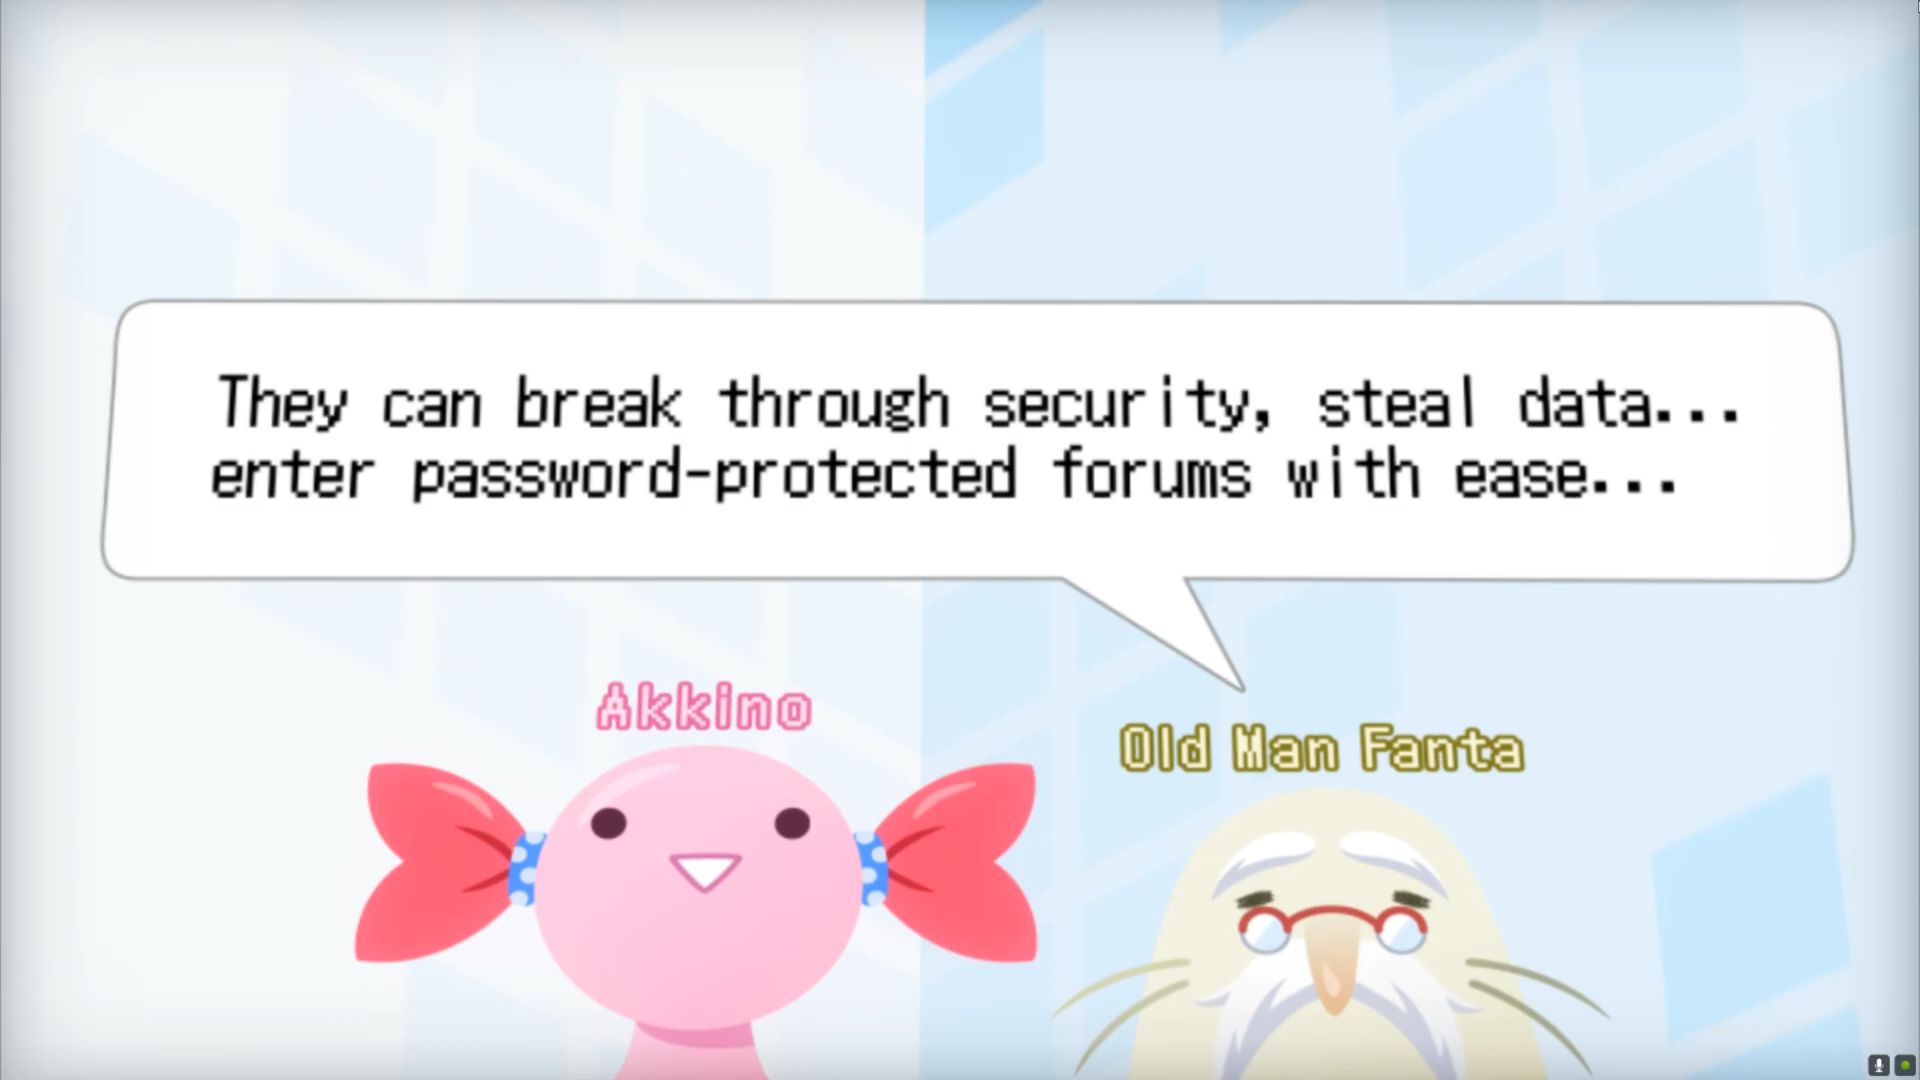 They can break through security, steal data...
enter password-protected forums with ease...
Akkino
Old Man Fanta